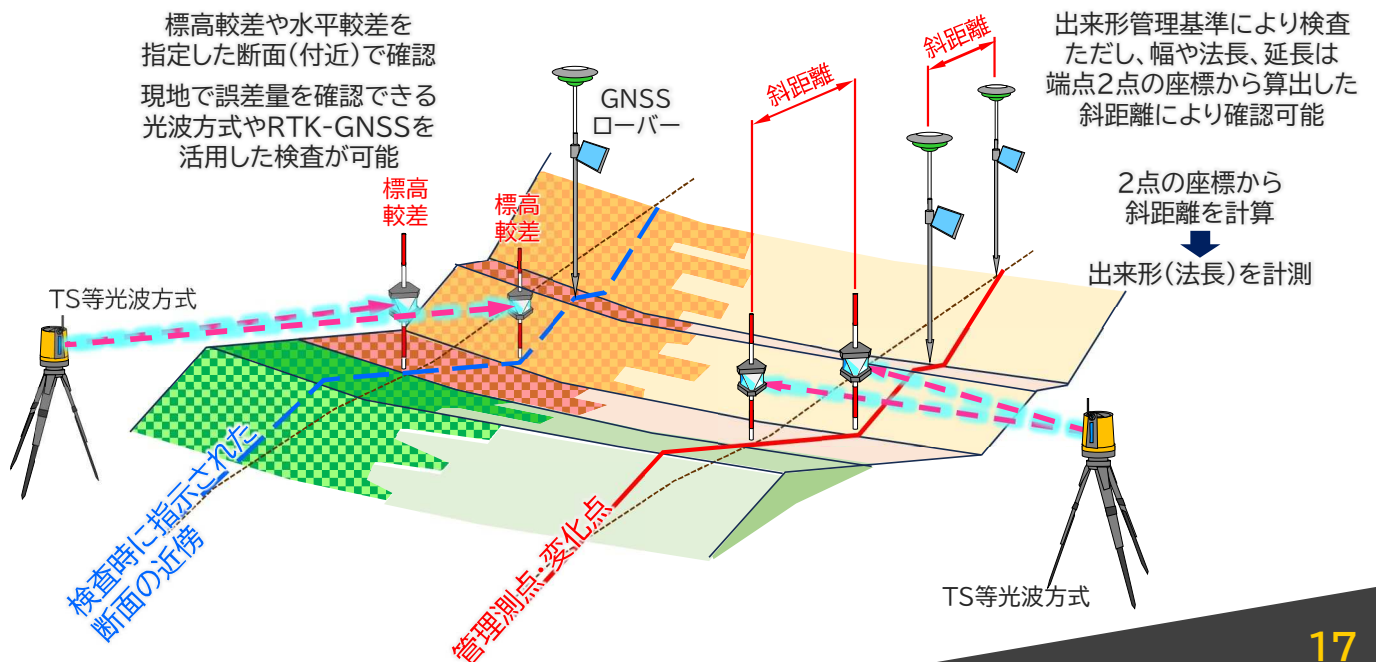 標高較差や水平較差を
指定した断面(付近)で確認
現地で誤差量を確認できる
光波方式やRTK-GNSSを
活用した検査が可能
標高
較差
標高
較差
GNSS
ローバー
斜距離
斜距離
出来形管理基準により検査
ただし、幅や法長、延長は
端点2点の座標から算出した
斜距離により確認可能
2点の座標から
斜距離を計算
出来形(法長)を計測
TS等光波方式
検査時に指示された
断面の近傍
管理測点・変化点
TS等光波方式
17